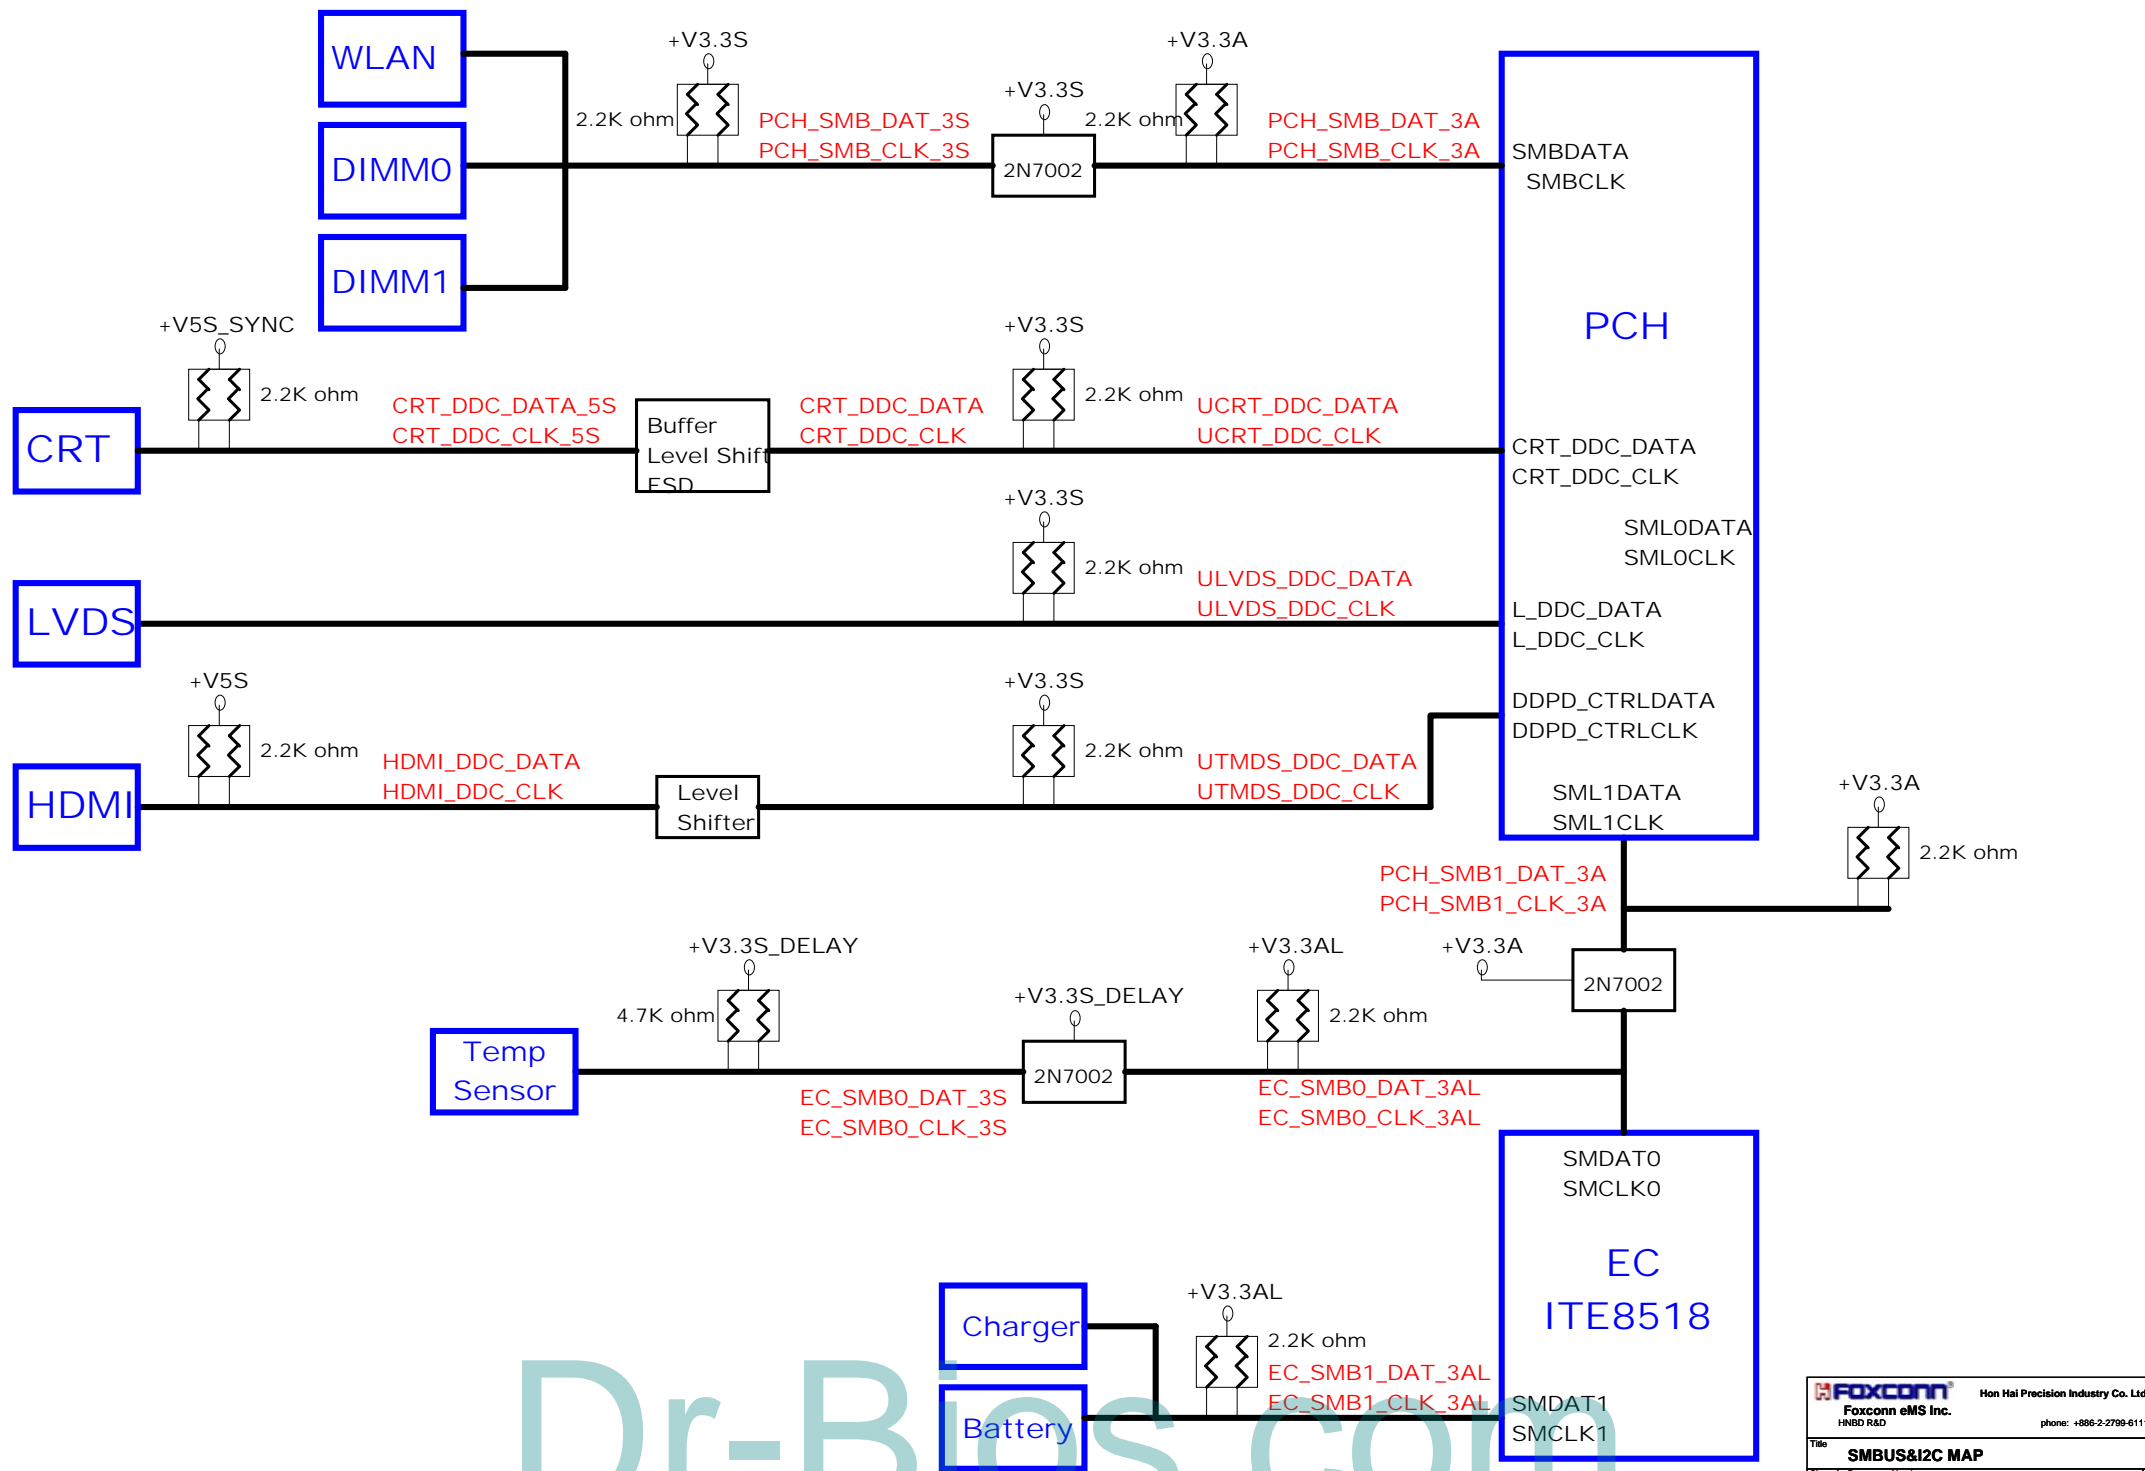 WLAN
DIMM0
DIMM1
+V3.3S
2.2K ohm
PCH_SMB_DAT_3S
PCH_SMB_CLK_3S
+V3.3S
2N7002
+V3.3A
2.2K ohm
PCH_SMB_DAT_3A
PCH_SMB_CLK_3A
SMBDATA
SMBCLK
PCH
+V5S_SYNC
2.2K ohm
CRT
CRT_DDC_DATA_5S
CRT_DDC_CLK_5S
Buffer
Level Shift
ESD
CRT_DDC_DATA
CRT_DDC_CLK
+V3.3S
2.2K ohm
UCRT_DDC_DATA
UCRT_DDC_CLK
CRT_DDC_DATA
CRT_DDC_CLK
SML0DATA
SML0CLK
+V3.3S
2.2K ohm
LVDS
ULVDS_DDC_DATA
ULVDS_DDC_CLK
L_DDC_DATA
L_DDC_CLK
+V5S
2.2K ohm
HDMI
HDMI_DDC_DATA
HDMI_DDC_CLK
Level
Shifter
+V3.3S
2.2K ohm
UTMDS_DDC_DATA
UTMDS_DDC_CLK
DDPD_CTRLDATA
DDPD_CTRLCLK
SML1DATA
SML1CLK
+V3.3A
2.2K ohm
PCH_SMB1_DAT_3A
PCH_SMB1_CLK_3A
+V3.3A
2N7002
+V3.3S_DELAY
4.7K ohm
Temp
Sensor
EC_SMB0_DAT_3S
EC_SMB0_CLK_3S
+V3.3S_DELAY
2N7002
+V3.3AL
2.2K ohm
EC_SMB0_DAT_3AL
EC_SMB0_CLK_3AL
SMDAT0
SMCLK0
EC
ITE8518
Charger
Battery
+V3.3AL
2.2K ohm
EC_SMB1_DAT_3AL
EC_SMB1_CLK_3AL
SMDAT1
SMCLK1
Dr-Bios.com
FOXCONN®
Hon Hai Precision Industry Co. Ltd
Foxconn eMS Inc.
HNBD R&D
phone: +886-2-2799-611
Title
SMBUS&I2C MAP